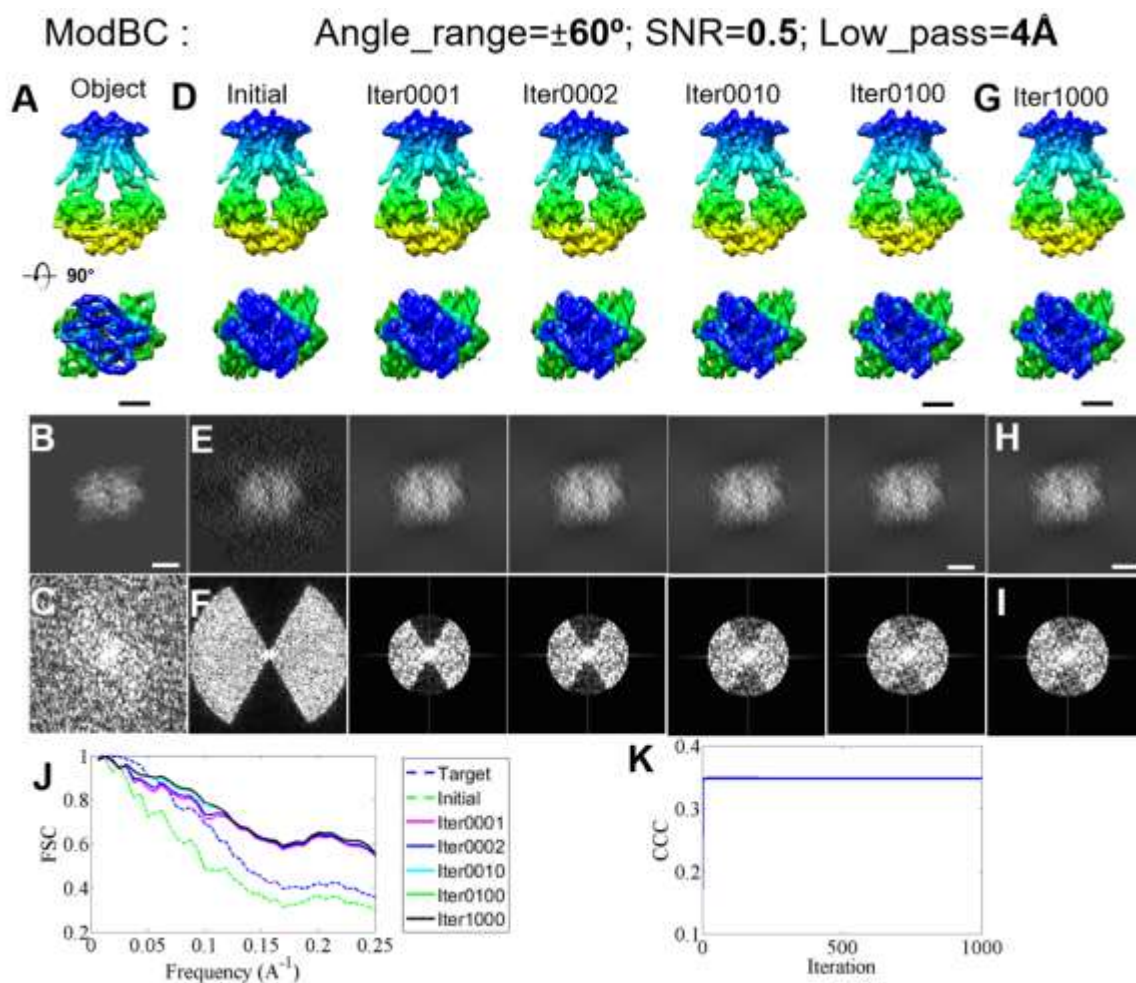 ModBC : Angle_range=±60º; SNR=0.5; Low_pass=4Å
A Object D Initial Iter0001 Iter0002 Iter0010 Iter0100 G Iter1000
90°
B E H
C F I
J
1
0.8
0.6
0.4
0.2
FSC
0 0.05 0.1 0.15 0.2 0.25
Frequency (A⁻¹)
Target
Initial
Iter0001
Iter0002
Iter0010
Iter0100
Iter1000
K
0.4
0.3
0.2
0.1
CCC
0 500 1000
Iteration